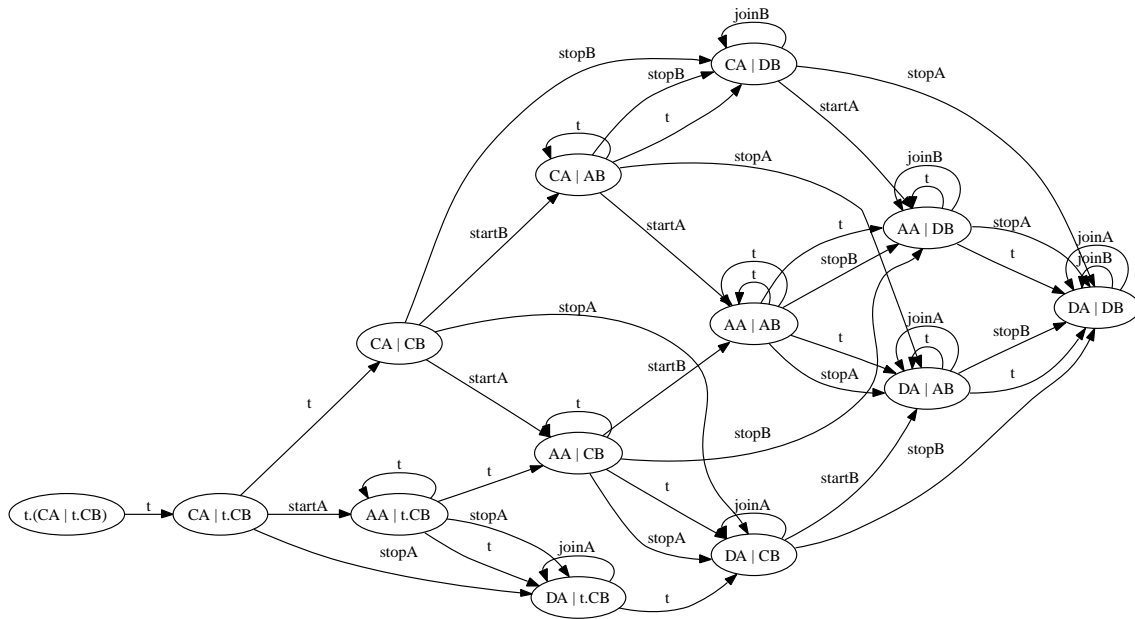 joinB
CA | DB
stopB
stopB
stopA
t
startA
t
CA | AB
stopA
joinB
t
startB
startA
t
AA | DB
stopA
t
t
stopB
t
joinA
joinB
AA | AB
DA | DB
CA | CB
stopA
joinA
t
stopB
t
t
startB
stopA
DA | AB
t
startA
t
t
AA | CB
stopB
stopB
t
t
startB
joinA
t.(CA | t.CB)
t
CA | t.CB
startA
AA | t.CB
stopA
stopA
DA | CB
stopA
t
joinA
DA | t.CB
t